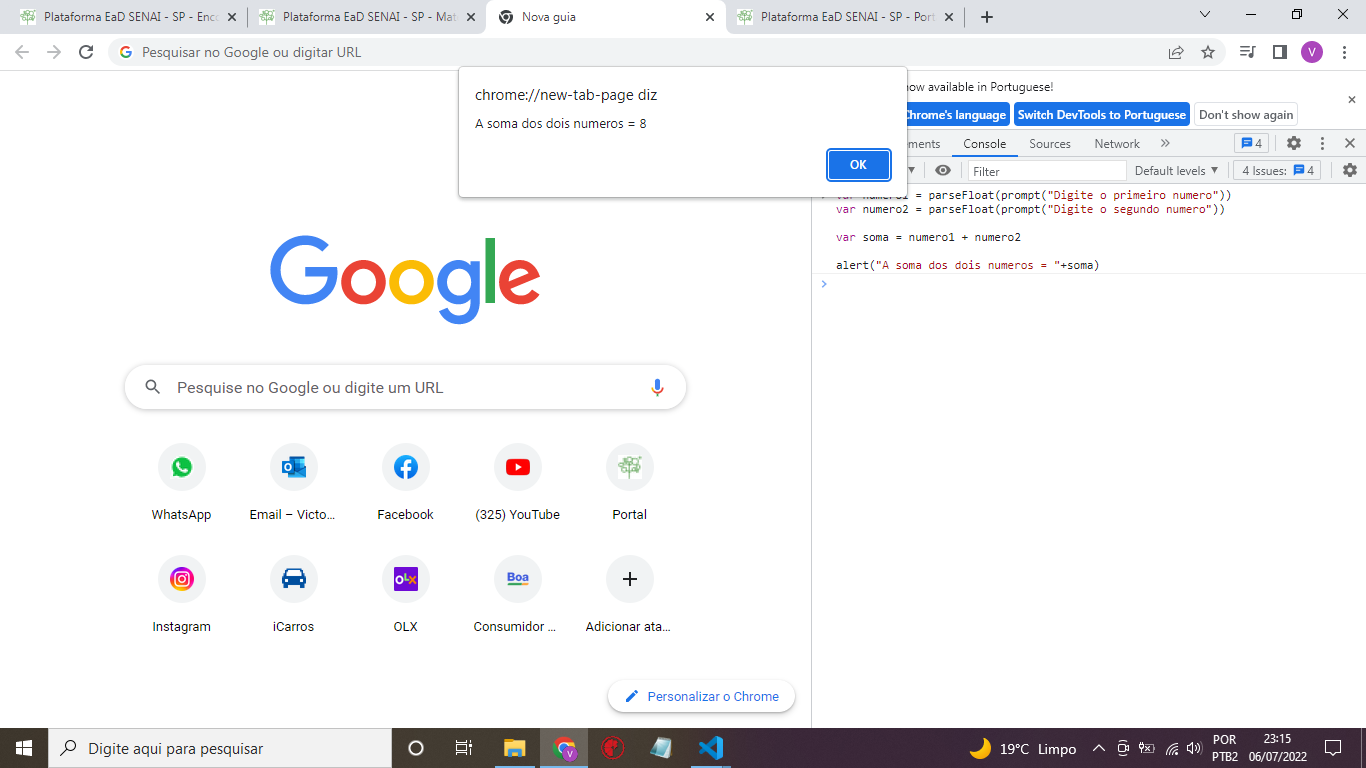 Plataforma EaD SENAI - SP - Enco
Plataforma EaD SENAI - SP - Mat
Nova guia
Plataforma EaD SENAI - SP - Port
Pesquisar no Google ou digitar URL
V
chrome://new-tab-page diz
A soma dos dois numeros = 8
OK
now available in Portuguese!
Chrome's language
Switch DevTools to Portuguese
Don't show again
ments
Console
Sources
Network
4
Filter
Default levels
4 Issues:
4
var numero1 = parseFloat(prompt("Digite o primeiro numero"))
var numero2 = parseFloat(prompt("Digite o segundo numero"))
var soma = numero1 + numero2
alert("A soma dos dois numeros = "+soma)
Google
Pesquise no Google ou digite um URL
WhatsApp
Email – Victo...
Facebook
(325) YouTube
Portal
OLX
Boa
Instagram
iCarros
OLX
Consumidor ...
Adicionar ata...
Personalizar o Chrome
Digite aqui para pesquisar
V
19°C Limpo
POR
PTB2
23:15
06/07/2022